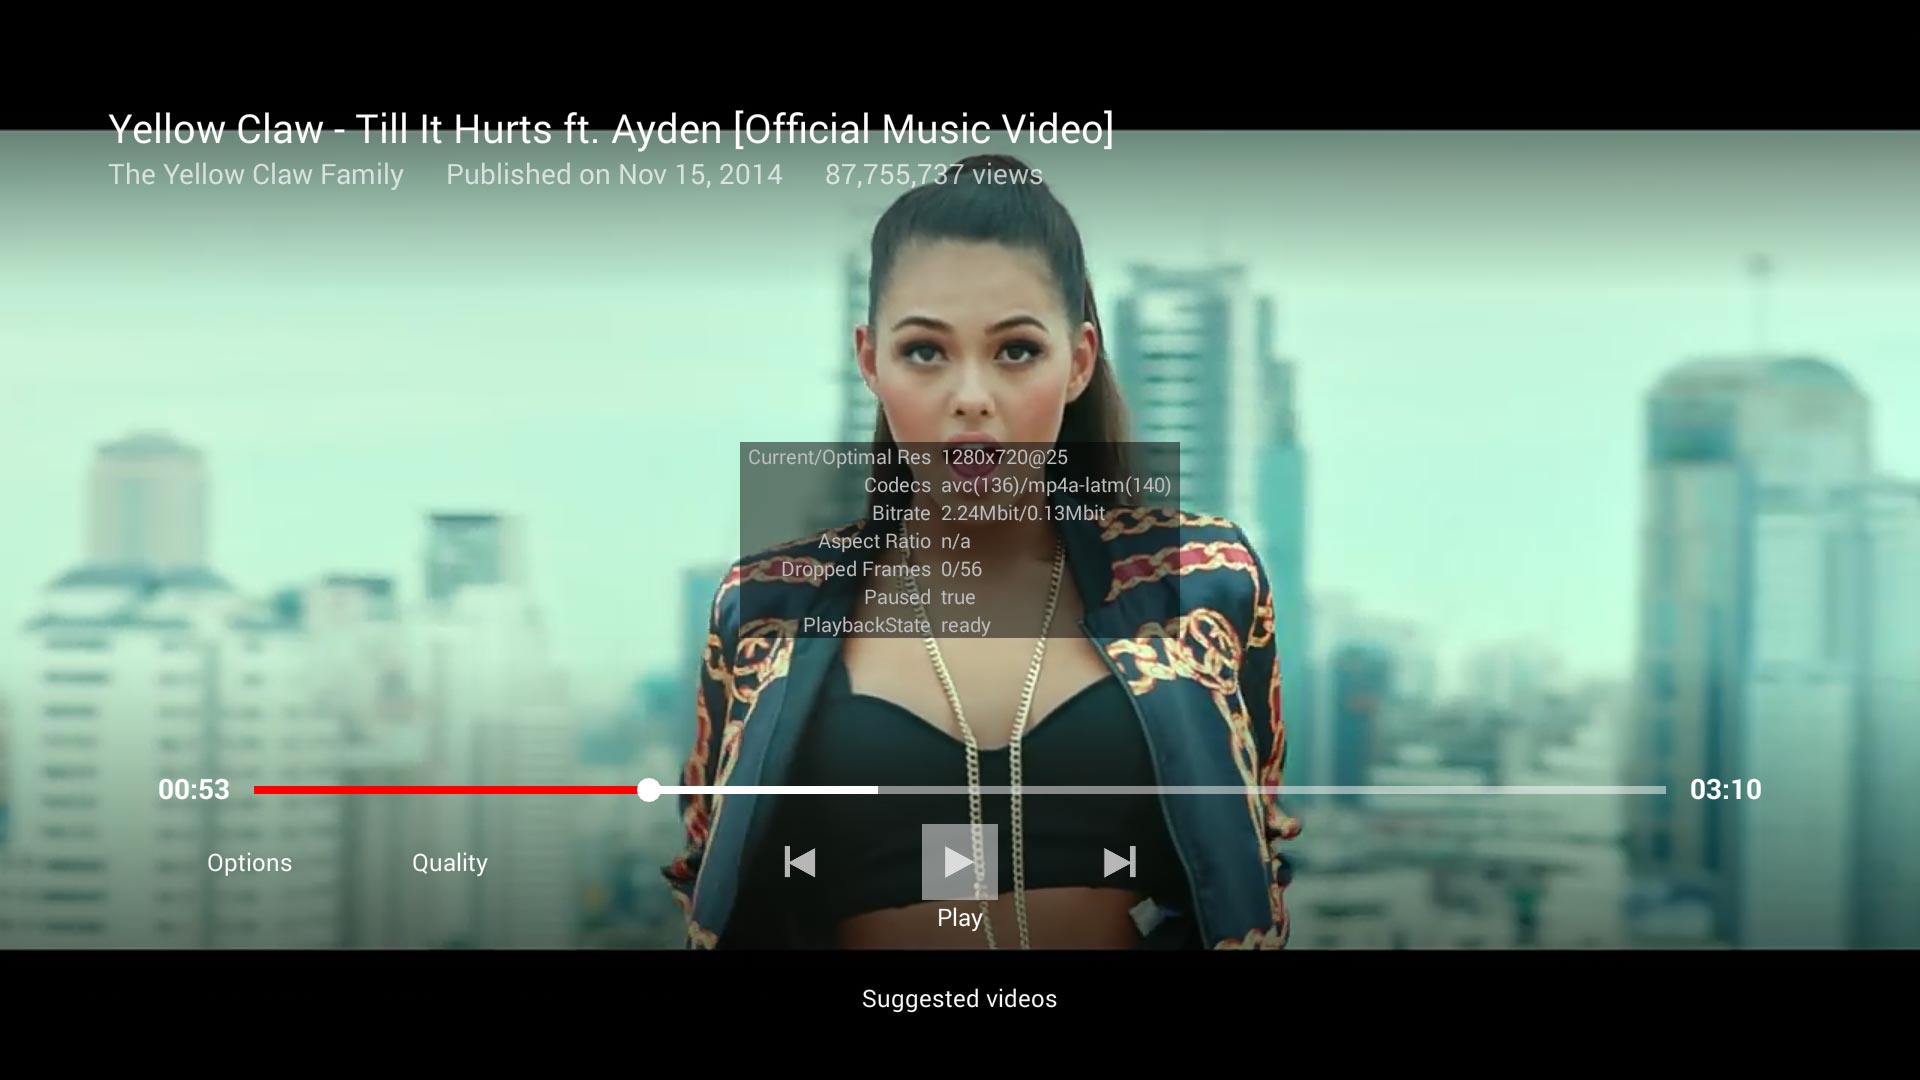 Yellow Claw - Till It Hurts ft. Ayden [Official Music Video]
The Yellow Claw Family Published on Nov 15, 2014 87,755,737 views
Current/Optimal Res 1280x720@25
Codecs avc(136)/mp4a-latm(140)
Bitrate 2.24Mbit/0.13Mbit
Aspect Ratio n/a
Dropped Frames 0/56
Paused true
PlaybackState ready
00:53 03:10
Options Quality
Play
Suggested videos